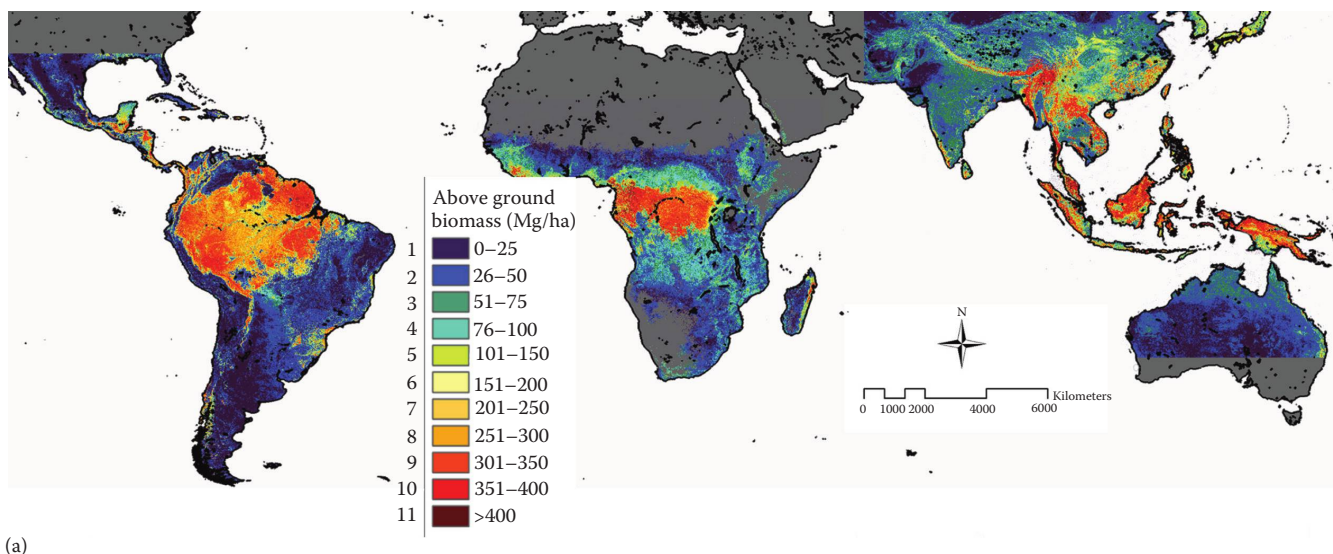 Above ground
biomass (Mg/ha)
1 0–25
2 26–50
3 51–75
4 76–100
5 101–150
6 151–200
7 201–250
8 251–300
9 301–350
10 351–400
11 >400
N
Kilometers
0 1000 2000 4000 6000
(a)